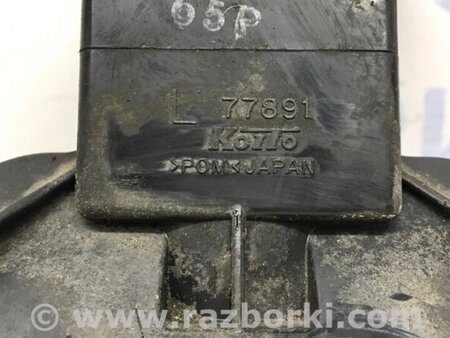 65P
L 77891
KOITO
>POM< JAPAN
www.razborki.com